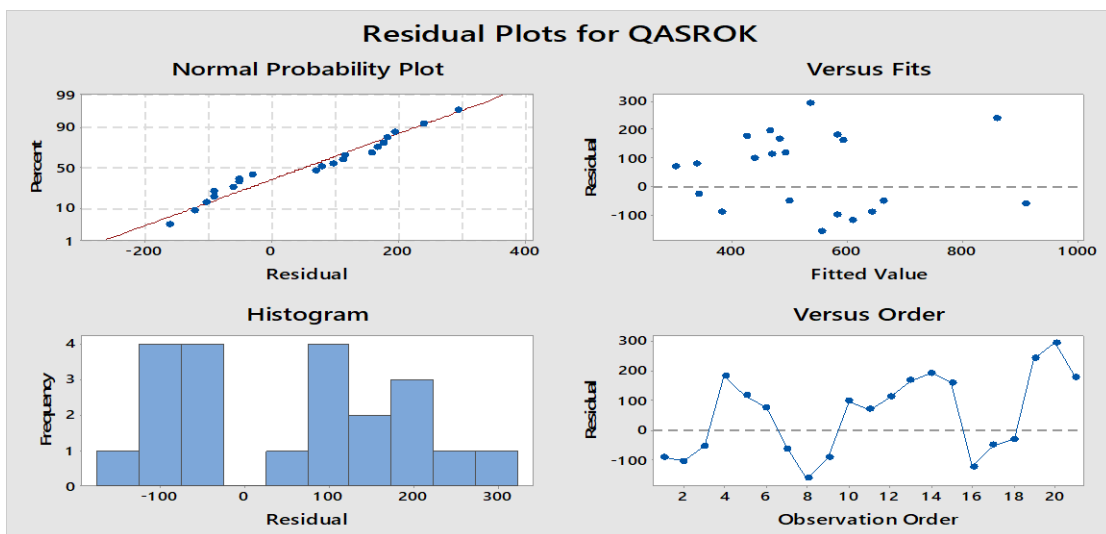 Residual Plots for QASROK
Normal Probability Plot
99
90
50
10
1
Percent
-200 0 200 400
Residual
Versus Fits
300
200
100
0
-100
Residual
400 600 800 1000
Fitted Value
Histogram
4
3
2
1
0
Frequency
-100 0 100 200 300
Residual
Versus Order
300
200
100
0
-100
Residual
2 4 6 8 10 12 14 16 18 20
Observation Order